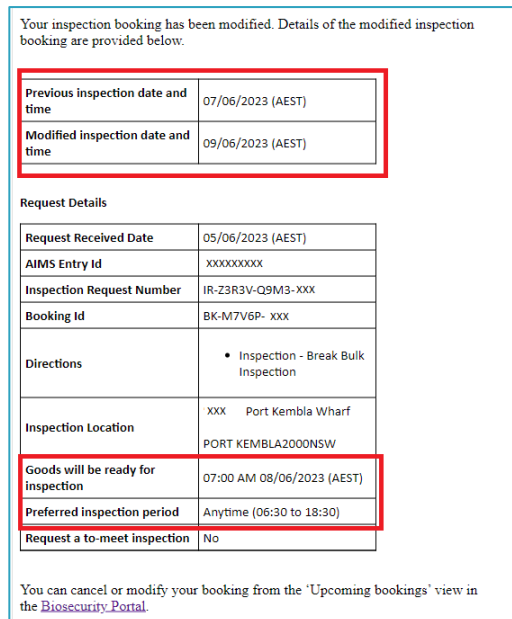 Your inspection booking has been modified. Details of the modified inspection
booking are provided below.
Previous inspection date and
time
07/06/2023 (AEST)
Modified inspection date and
time
09/06/2023 (AEST)
Request Details
Request Received Date
05/06/2023 (AEST)
AIMS Entry Id
XXXXXXXXX
Inspection Request Number
IR-Z3R3V-Q9M3-XXX
Booking Id
BK-M7V6P- XXX
Directions
• Inspection - Break Bulk
Inspection
Inspection Location
XXX Port Kembla Wharf
PORT KEMBLA2000NSW
Goods will be ready for
inspection
07:00 AM 08/06/2023 (AEST)
Preferred inspection period
Anytime (06:30 to 18:30)
Request a to-meet inspection
No
You can cancel or modify your booking from the ‘Upcoming bookings’ view in
the Biosecurity Portal.